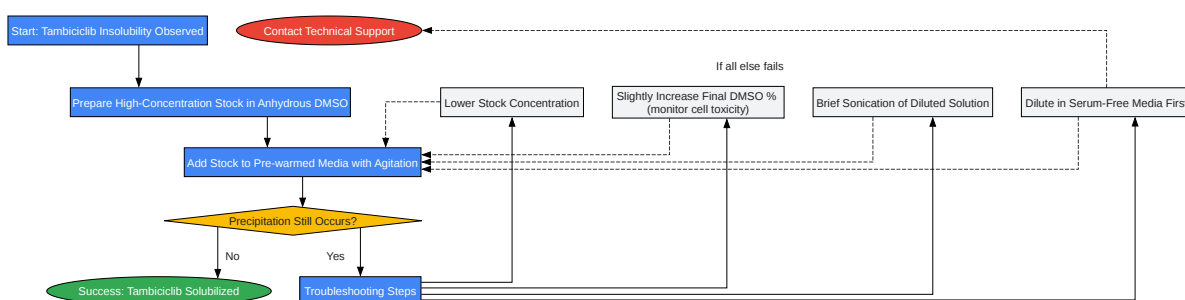 Start: Tambiciclib Insolubility Observed
Contact Technical Support
If all else fails
Prepare High-Concentration Stock in Anhydrous DMSO
Lower Stock Concentration
Slightly Increase Final DMSO %
(monitor cell toxicity)
Brief Sonication of Diluted Solution
Dilute in Serum-Free Media First
Add Stock to Pre-warmed Media with Agitation
Precipitation Still Occurs?
No
Yes
Success: Tambiciclib Solubilized
Troubleshooting Steps